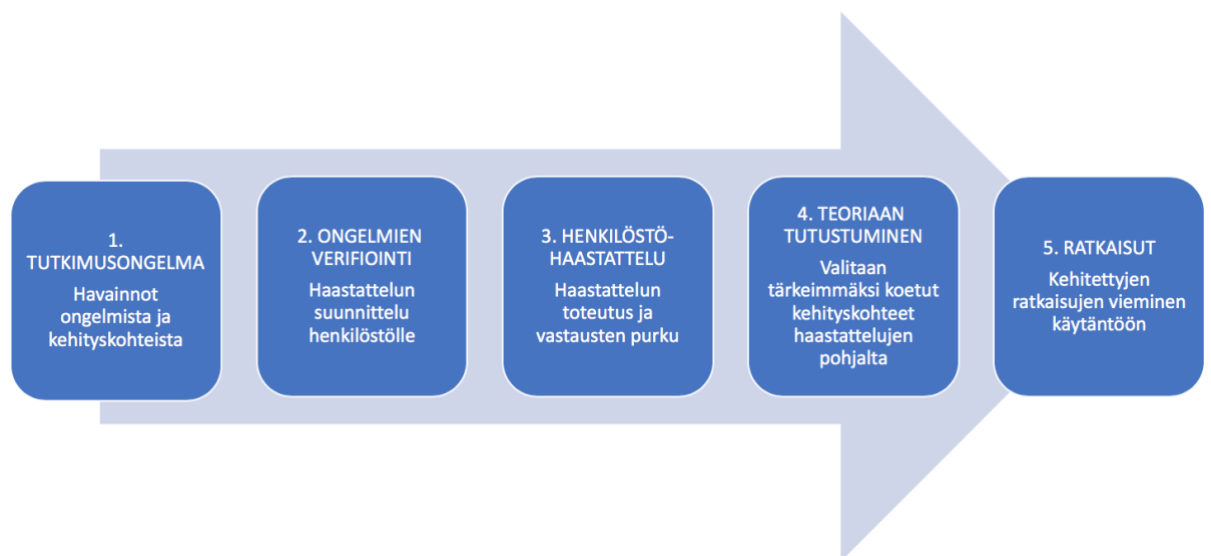 1.
TUTKIMUSONGELMA
Havainnot
ongelmista ja
kehityskohteista
2. ONGELMIEN
VERIFIOINTI
Haastattelun
suunnittelu
henkilöstölle
3. HENKILÖSTÖ-
HAASTATTELU
Haastattelun
toteutus ja
vastausten purku
4. TEORIAAN
TUTUSTUMINEN
Valitaan
tärkeimmäksi koetut
kehityskohteet
haastattelujen
pohjalta
5. RATKAISUT
Kehitettyjen
ratkaisujen vieminen
käytäntöön